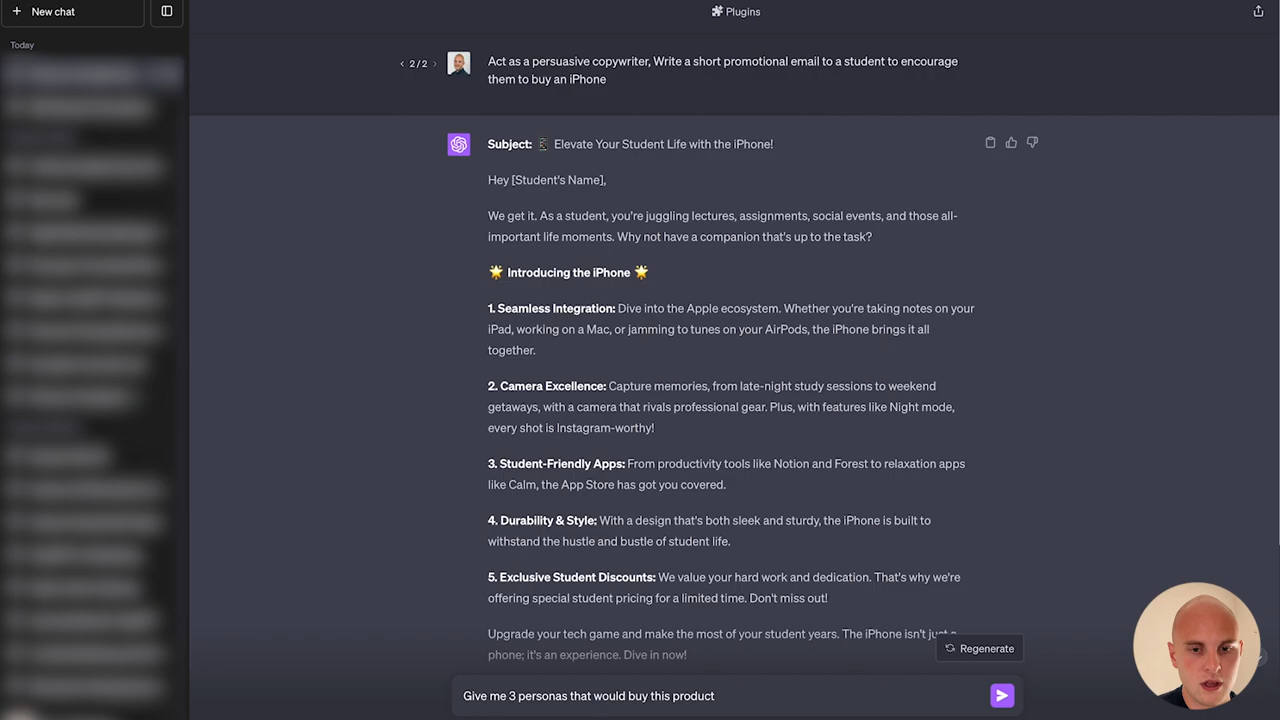 New chat
Plugins
Today
2/2
Act as a persuasive copywriter, Write a short promotional email to a student to encourage
them to buy an iPhone
Subject: 📱 Elevate Your Student Life with the iPhone!
Hey [Student's Name],
We get it. As a student, you're juggling lectures, assignments, social events, and those all-
important life moments. Why not have a companion that's up to the task?
🌟 Introducing the iPhone 🌟
1. Seamless Integration: Dive into the Apple ecosystem. Whether you're taking notes on your
iPad, working on a Mac, or jamming to tunes on your AirPods, the iPhone brings it all
together.
2. Camera Excellence: Capture memories, from late-night study sessions to weekend
getaways, with a camera that rivals professional gear. Plus, with features like Night mode,
every shot is Instagram-worthy!
3. Student-Friendly Apps: From productivity tools like Notion and Forest to relaxation apps
like Calm, the App Store has got you covered.
4. Durability & Style: With a design that's both sleek and sturdy, the iPhone is built to
withstand the hustle and bustle of student life.
5. Exclusive Student Discounts: We value your hard work and dedication. That's why we're
offering special student pricing for a limited time. Don't miss out!
Upgrade your tech game and make the most of your student years. The iPhone isn't just a
phone; it's an experience. Dive in now!
Regenerate
Give me 3 personas that would buy this product